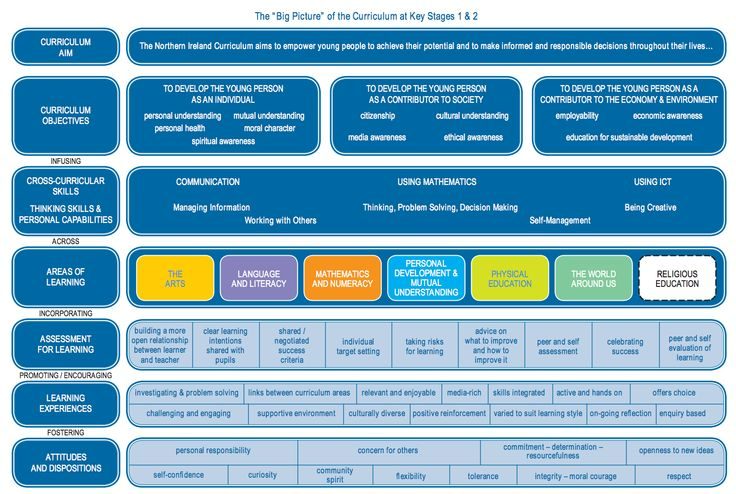 The "Big Picture" of the Curriculum at Key Stages 1 & 2
CURRICULUM
AIM
The Northern Ireland Curriculum aims to empower young people to achieve their potential and to make informed and responsible decisions throughout their lives…
CURRICULUM
OBJECTIVES
TO DEVELOP THE YOUNG PERSON
AS AN INDIVIDUAL
personal understanding mutual understanding
personal health moral character
spiritual awareness
TO DEVELOP THE YOUNG PERSON
AS A CONTRIBUTOR TO SOCIETY
citizenship cultural understanding
media awareness ethical awareness
TO DEVELOP THE YOUNG PERSON AS A
CONTRIBUTOR TO THE ECONOMY & ENVIRONMENT
employability economic awareness
education for sustainable development
INFUSING
CROSS-CURRICULAR
SKILLS
THINKING SKILLS &
PERSONAL CAPABILITIES
COMMUNICATION USING MATHEMATICS USING ICT
Managing Information Thinking, Problem Solving, Decision Making Being Creative
Working with Others Self-Management
ACROSS
AREAS OF
LEARNING
THE
ARTS
LANGUAGE
AND LITERACY
MATHEMATICS
AND NUMERACY
PERSONAL
DEVELOPMENT &
MUTUAL
UNDERSTANDING
PHYSICAL
EDUCATION
THE WORLD
AROUND US
RELIGIOUS
EDUCATION
INCORPORATING
ASSESSMENT
FOR LEARNING
building a more
open relationship
between learner
and teacher
clear learning
intentions
shared with
pupils
shared /
negotiated
success
criteria
individual
target setting
taking risks
for learning
advice on
what to improve
and how to
improve it
peer and self
assessment
celebrating
success
peer and self
evaluation of
learning
PROMOTING / ENCOURAGING
LEARNING
EXPERIENCES
investigating & problem solving links between curriculum areas relevant and enjoyable media-rich skills integrated active and hands on offers choice
challenging and engaging supportive environment culturally diverse positive reinforcement varied to suit learning style on-going reflection enquiry based
FOSTERING
ATTITUDES
AND DISPOSITIONS
personal responsibility
concern for others
commitment – determination –
resourcefulness
openness to new ideas
self-confidence
curiosity
community
spirit
flexibility
tolerance
integrity – moral courage
respect